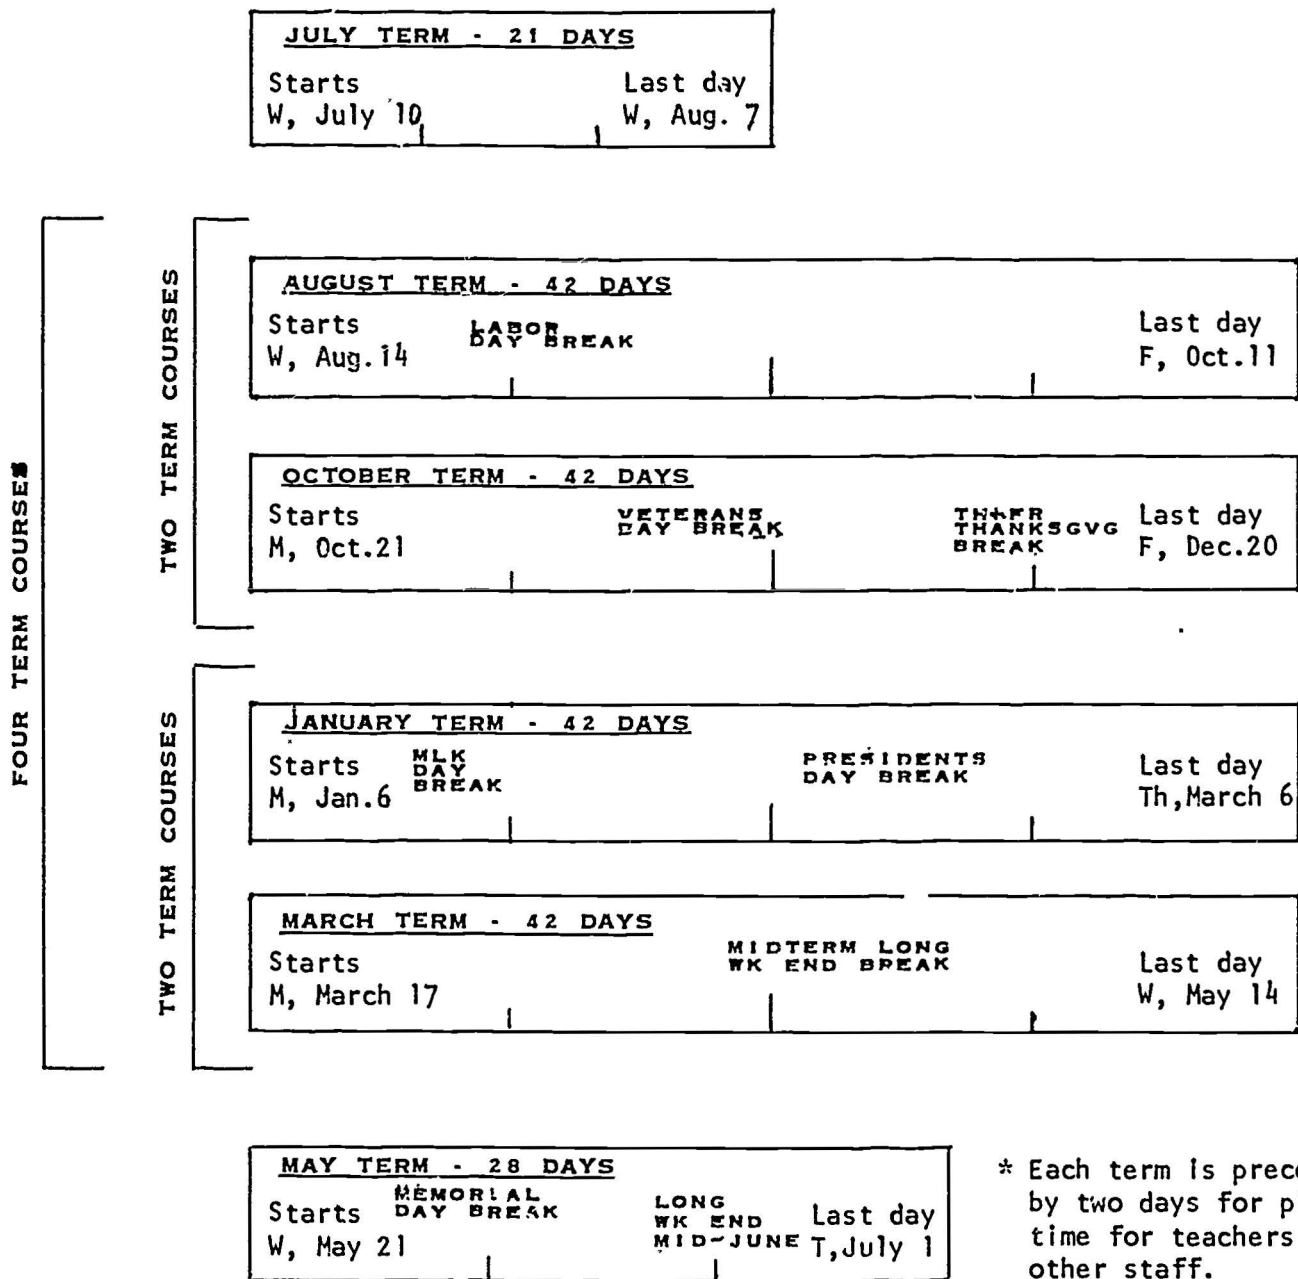 JULY TERM - 21 DAYS
Starts Last day
W, July 10 W, Aug. 7
FOUR TERM COURSES
TWO TERM COURSES
AUGUST TERM - 42 DAYS
Starts LABOR DAY BREAK Last day
W, Aug.14 F, Oct.11
OCTOBER TERM - 42 DAYS
Starts VETERANS DAY BREAK THANKSGVG BREAK Last day
M, Oct.21 F, Dec.20
TWO TERM COURSES
JANUARY TERM - 42 DAYS
Starts MLK DAY BREAK PRESIDENTS DAY BREAK Last day
M, Jan.6 Th,March 6
MARCH TERM - 42 DAYS
MIDTERM LONG
WK END BREAK
Starts Last day
M, March 17 W, May 14
MAY TERM - 28 DAYS
MEMORIAL
DAY BREAK
LONG
WK END
MID-JUNE
Starts Last day
W, May 21 T,July 1
* Each term is
by two days for
time for teachers
other staff.